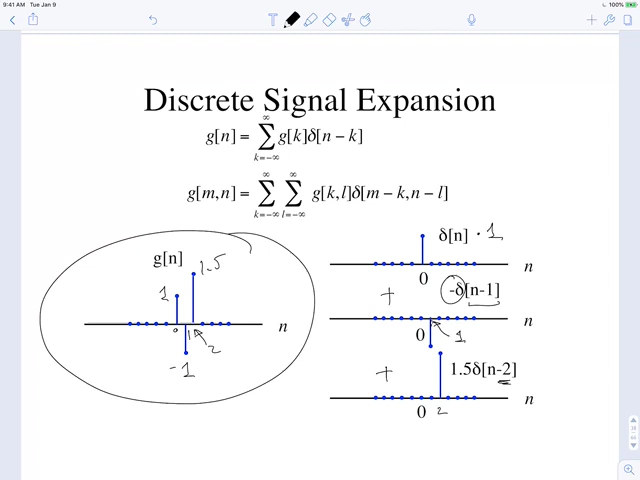 9:41 AM Tue Jan 9
100%
Discrete Signal Expansion
g[n] = ∞ ∑ k=−∞ g[k]δ[n − k]
g[m,n] = ∞ ∑ k=−∞ ∞ ∑ l=−∞ g[k,l]δ[m − k, n − l]
g[n]
1.5
1
0 1 2
n
-1
δ[n] · 1
0
n
+
-δ[n-1]
0
1
n
+
1.5δ[n-2]
0 2
n